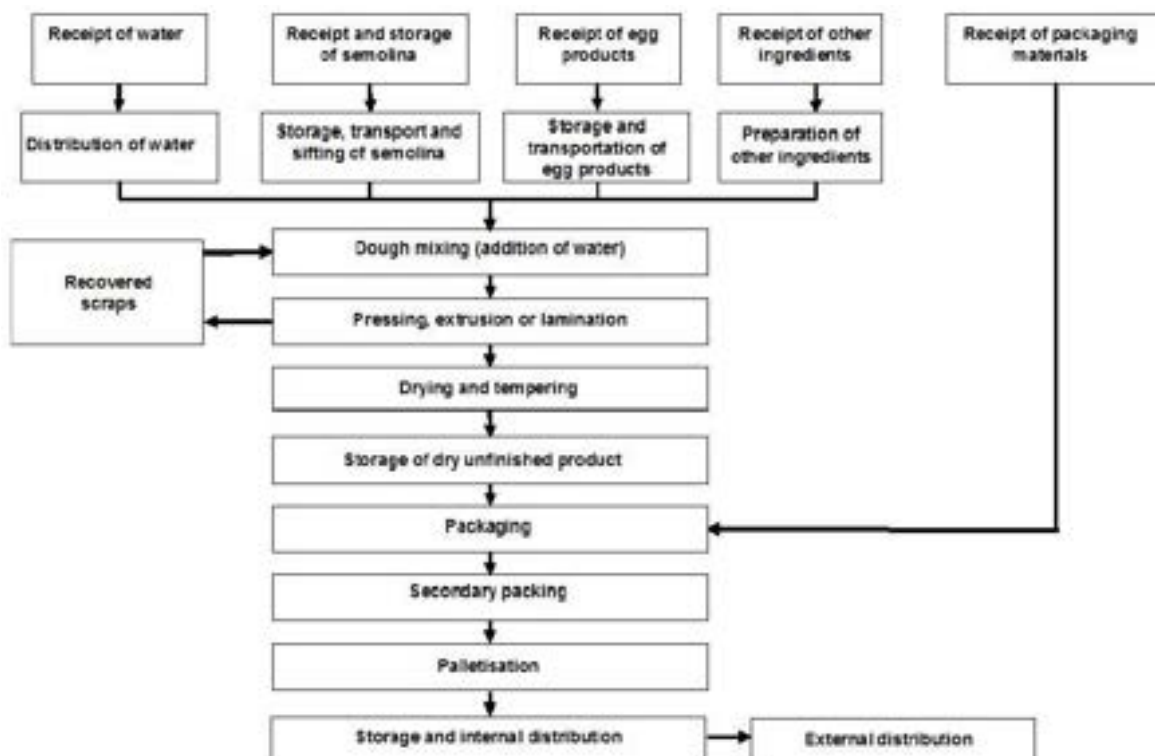 Receipt of water
Receipt and storage
of semolina
Receipt of egg
products
Receipt of other
ingredients
Receipt of packaging
materials
Distribution of water
Storage, transport and
sifting of semolina
Storage and
transportation of
egg products
Preparation of
other ingredients
Dough mixing (addition of water)
Recovered
scraps
Pressing, extrusion or lamination
Drying and tempering
Storage of dry unfinished product
Packaging
Secondary packing
Palletisation
Storage and internal distribution
External distribution